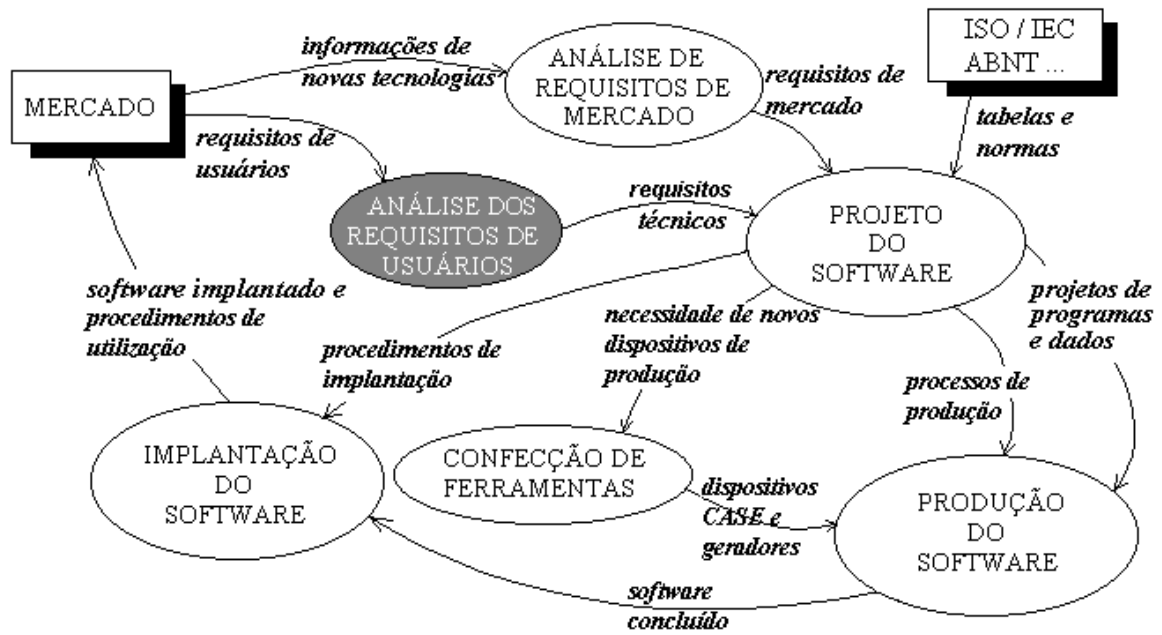 informações de
novas tecnologias
ANÁLISE DE
REQUISITOS DE
MERCADO
requisitos de
mercado
ISO / IEC
ABNT ...
MERCADO
tabelas e
normas
requisitos de
usuários
ANÁLISE DOS
REQUISITOS DE
USUÁRIOS
requisitos
técnicos
PROJETO
DO
SOFTWARE
software implantado e
procedimentos de
utilização
procedimentos de
implantação
necessidade de novos
dispositivos de
produção
projetos de
programas
e dados
processos de
produção
IMPLANTAÇÃO
DO
SOFTWARE
CONFECÇÃO DE
FERRAMENTAS
dispositivos
CASE e
geradores
PRODUÇÃO
DO
SOFTWARE
software
concluído